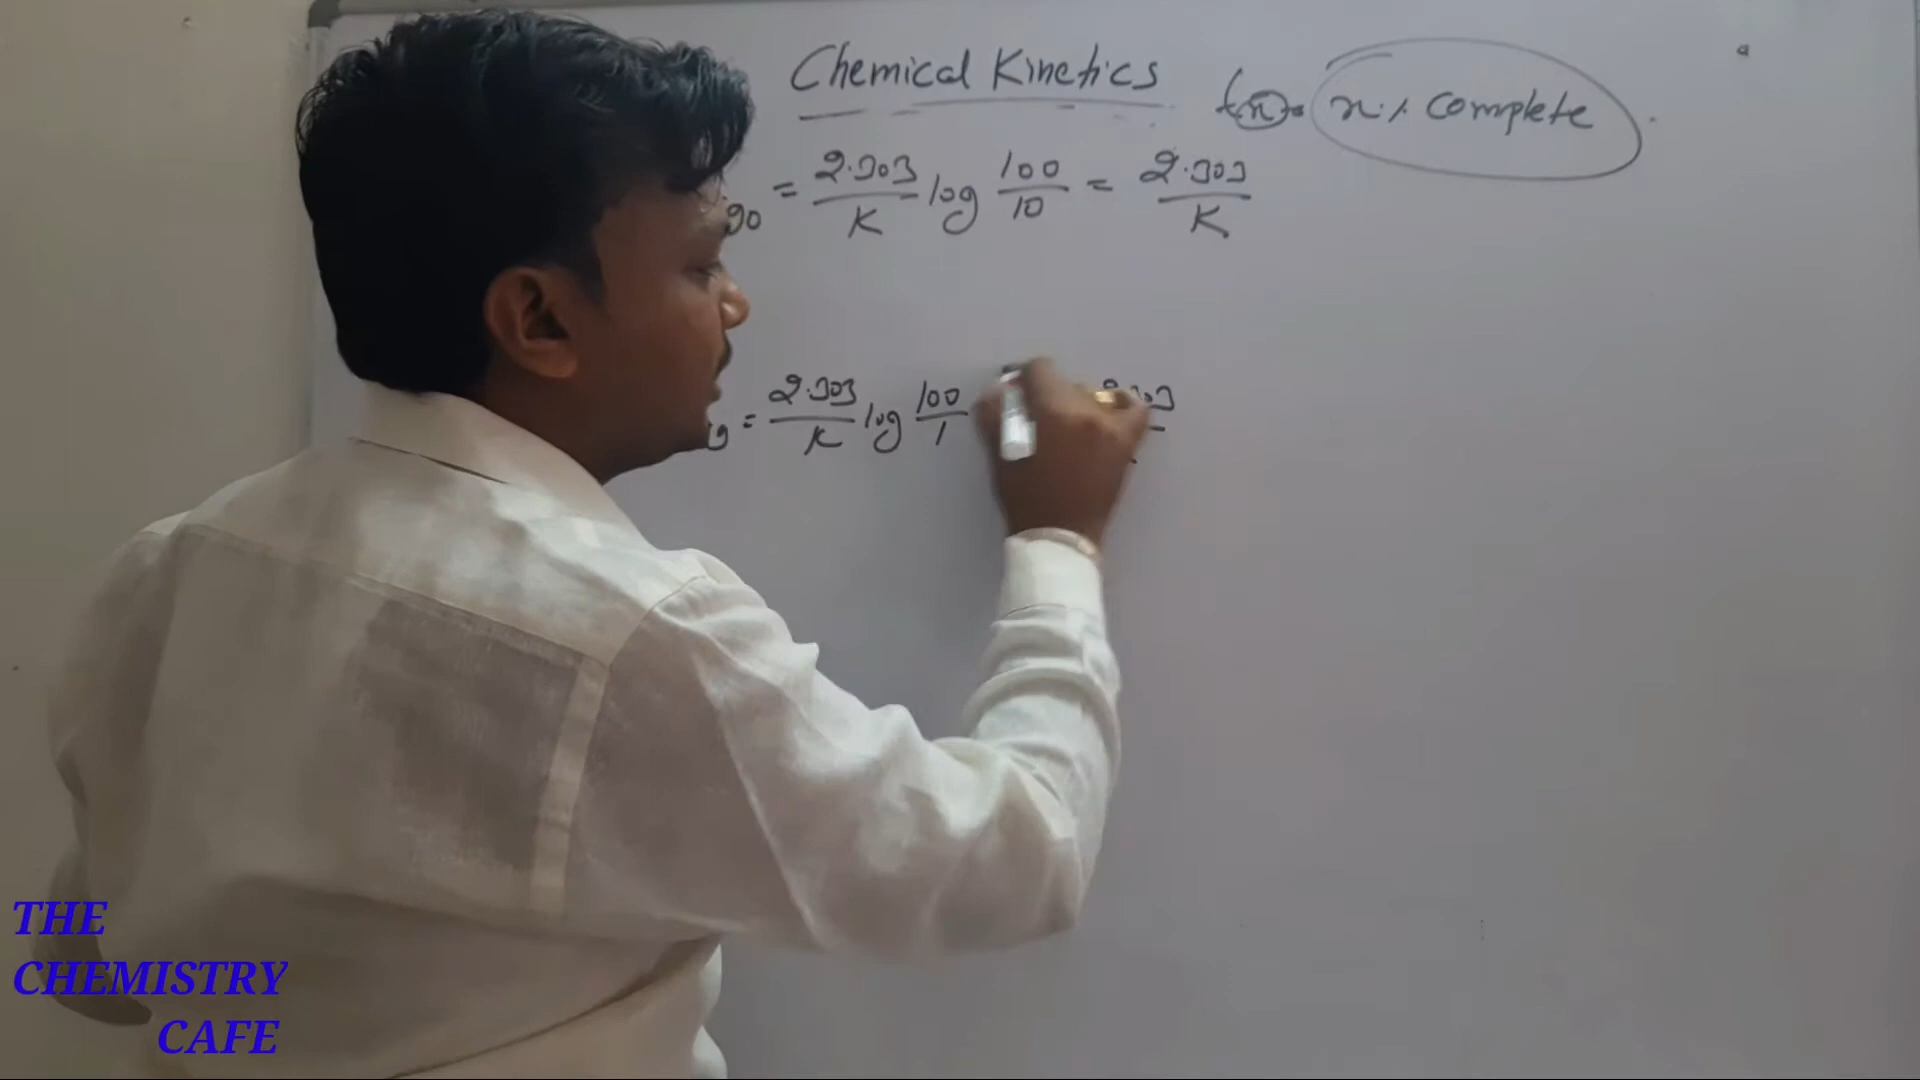 Chemical Kinetics
t(x) = x% Complete
90 = 2.303/K log 100/10 = 2.303/K
= 2.303/K log 100/1
THE
CHEMISTRY
CAFE